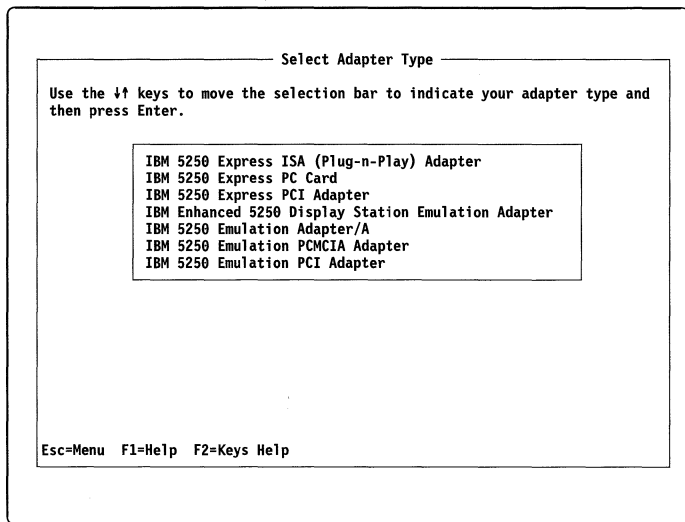 Select Adapter Type
Use the ↓↑ keys to move the selection bar to indicate your adapter type and
then press Enter.
IBM 5250 Express ISA (Plug-n-Play) Adapter
IBM 5250 Express PC Card
IBM 5250 Express PCI Adapter
IBM Enhanced 5250 Display Station Emulation Adapter
IBM 5250 Emulation Adapter/A
IBM 5250 Emulation PCMCIA Adapter
IBM 5250 Emulation PCI Adapter
Esc=Menu F1=Help F2=Keys Help